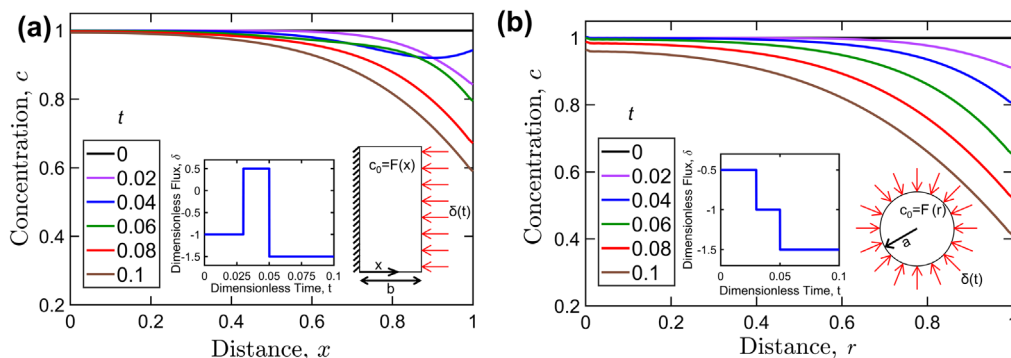 (a)
Concentration, c
1
0.8
0.6
0.4
0.2
t
0
0.02
0.04
0.06
0.08
0.1
Dimensionless Flux, δ
0.5
0
-0.5
-1
-1.5
0 0.025 0.05 0.075 0.1
Dimensionless Time, t
c₀=F(x)
δ(t)
x
b
0 0.2 0.4 0.6 0.8 1
Distance, x
(b)
Concentration, c
1
0.8
0.6
0.4
0.2
t
0
0.02
0.04
0.06
0.08
0.1
Dimensionless Flux, δ
-0.5
-1
-1.5
0 0.05 0.1
Dimensionless Time, t
c₀=F(r)
a
δ(t)
0 0.2 0.4 0.6 0.8 1
Distance, r